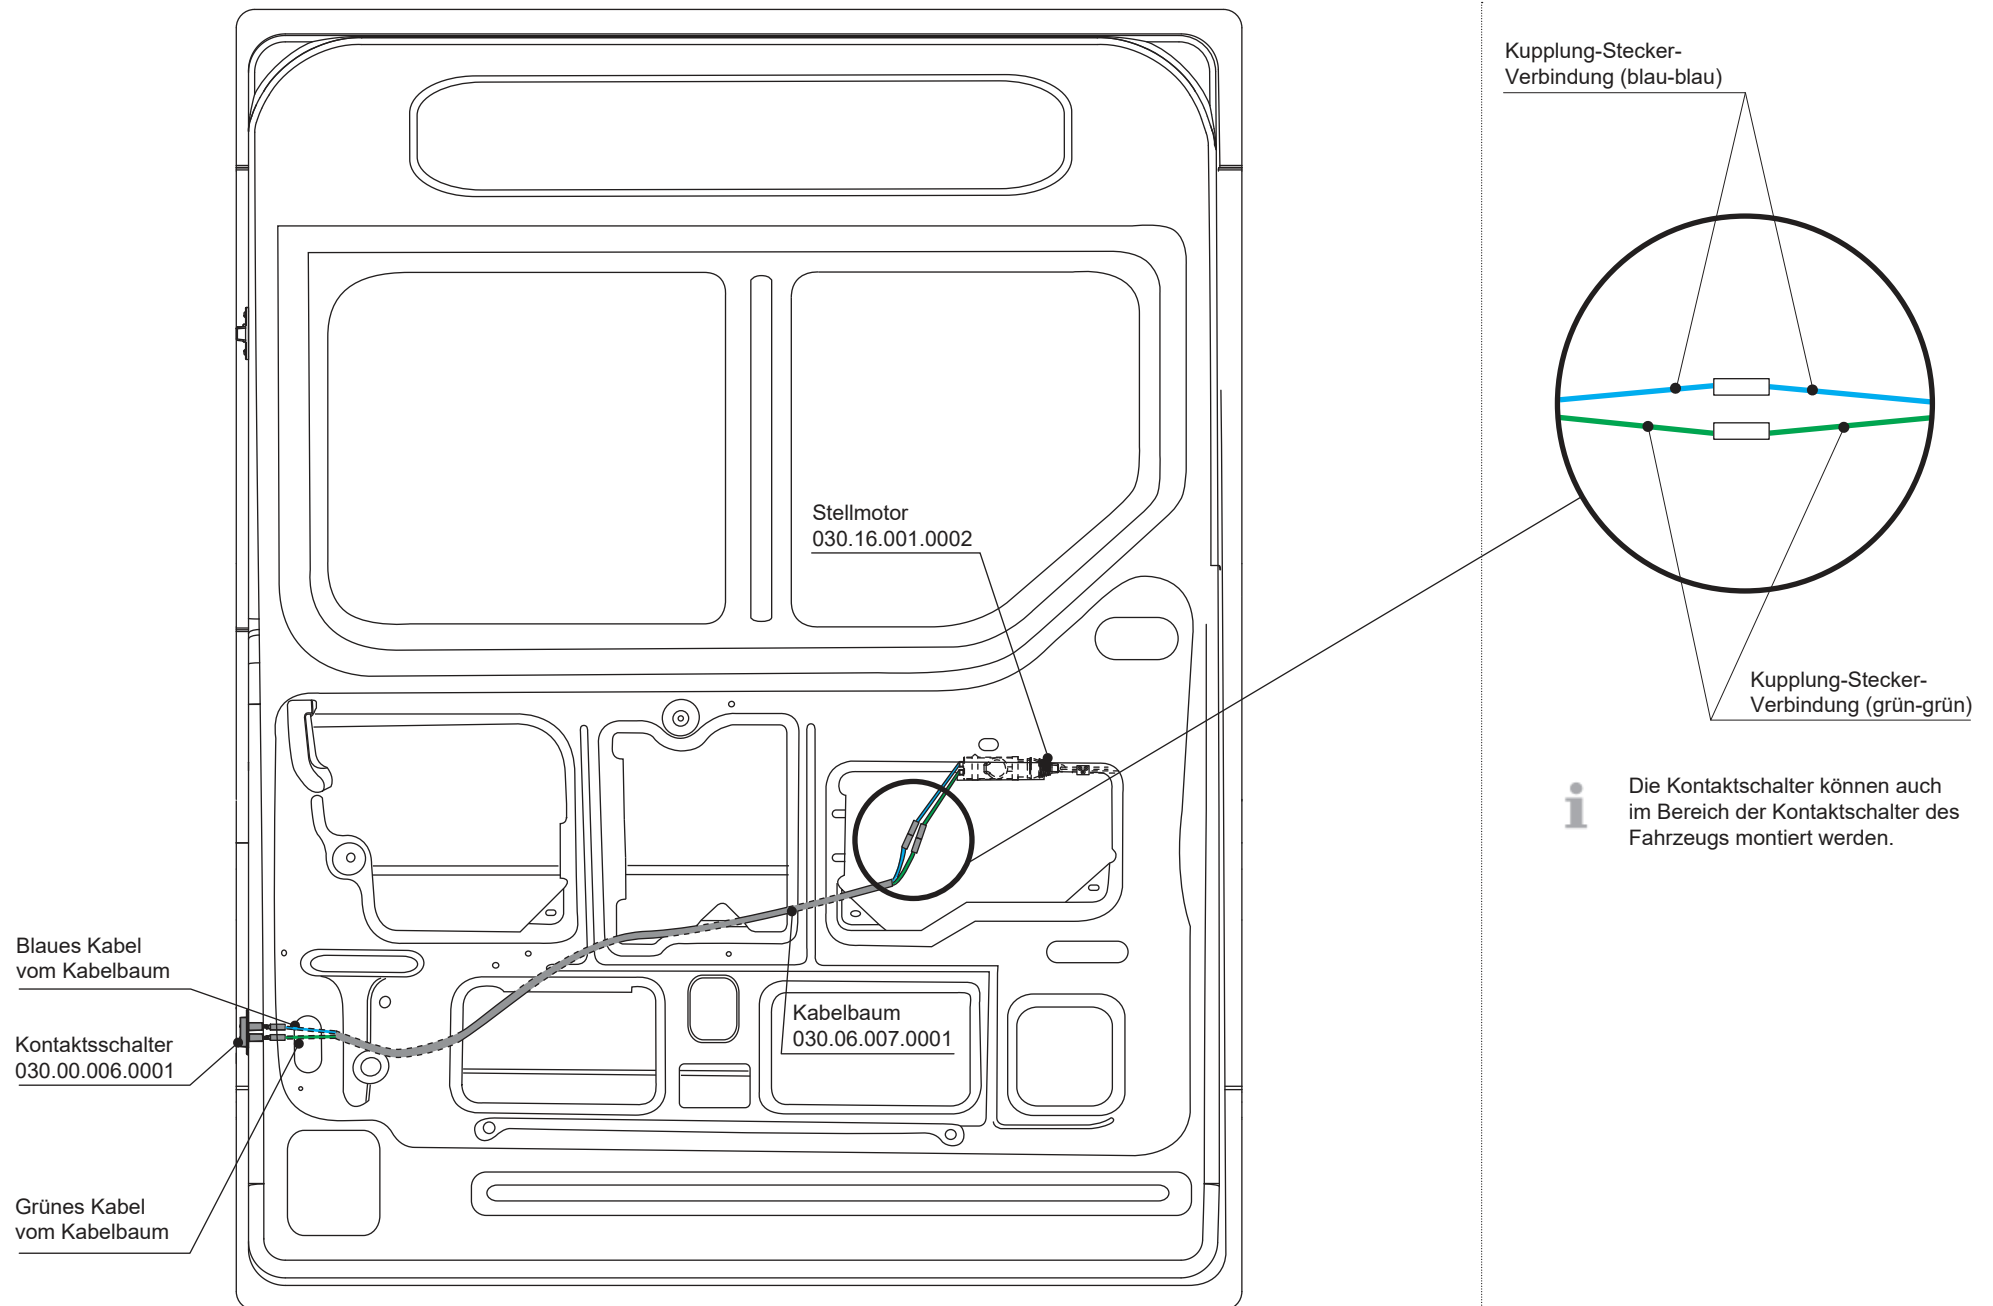 Kupplung-Stecker-
Verbindung (blau-blau)
Stellmotor
030.16.001.0002
Kupplung-Stecker-
Verbindung (grün-grün)
i
Die Kontaktschalter können auch
im Bereich der Kontaktschalter des
Fahrzeugs montiert werden.
Blaues Kabel
vom Kabelbaum
Kabelbaum
030.06.007.0001
Kontaktsschalter
030.00.006.0001
Grünes Kabel
vom Kabelbaum